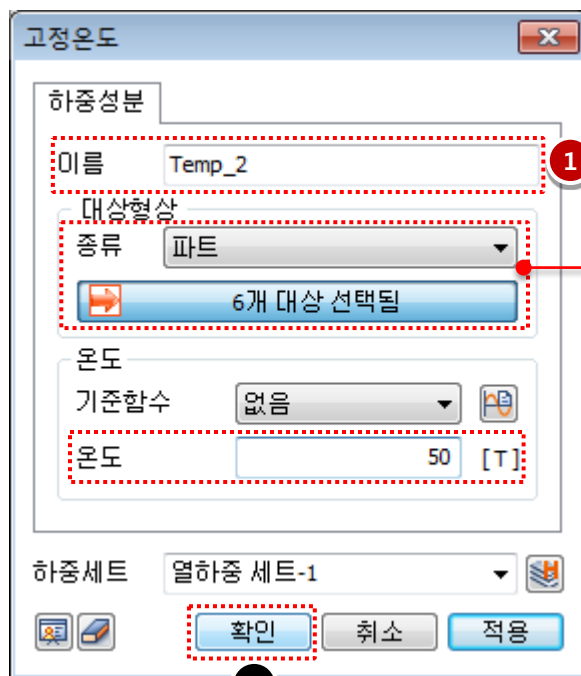 고정온도
하중성분
이름 Temp_2
1
대상형상
종류 파트
6개 대상 선택됨
온도
기준함수 없음
온도 50 [T]
하중세트 열하중 세트-1
확인 취소 적용